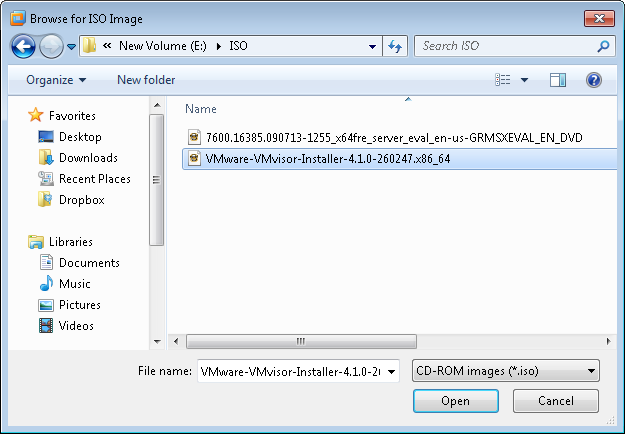 Browse for ISO Image
« New Volume (E:) ISO Search ISO
Organize New folder
Favorites
Desktop
Downloads
Recent Places
Dropbox
Libraries
Documents
Music
Pictures
Videos
Name
7600.16385.090713-1255_x64fre_server_eval_en-us-GRMSXEVAL_EN_DVD
VMware-VMvisor-Installer-4.1.0-260247.x86_64
File name: VMware-VMvisor-Installer-4.1.0-26 CD-ROM images (*.iso)
Open Cancel